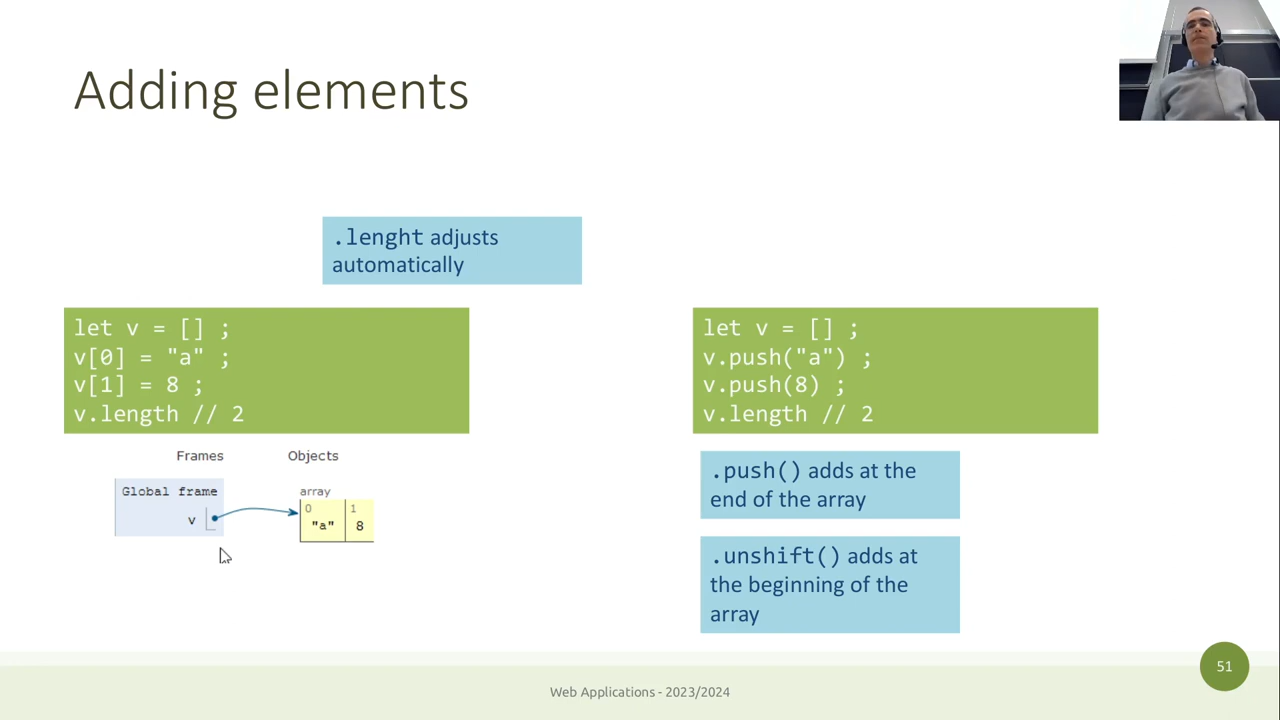 Adding elements
.lenght adjusts
automatically
let v = [] ;
v[0] = "a" ;
v[1] = 8 ;
v.length // 2
let v = [] ;
v.push("a") ;
v.push(8) ;
v.length // 2
Frames Objects
Global frame
v
array
0 1
"a" 8
.push() adds at the
end of the array
.unshift() adds at
the beginning of the
array
51
Web Applications - 2023/2024